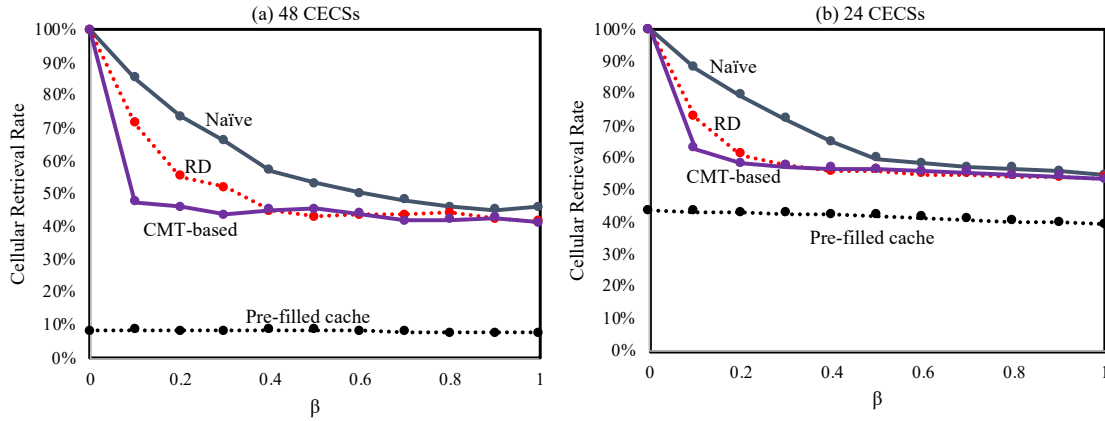 (a) 48 CECSs
Cellular Retrieval Rate
100%
90%
80%
70%
60%
50%
40%
30%
20%
10%
0%
Naïve
RD
CMT-based
Pre-filled cache
0 0.2 0.4 0.6 0.8 1
β
(b) 24 CECSs
Cellular Retrieval Rate
100%
90%
80%
70%
60%
50%
40%
30%
20%
10%
0%
Naïve
RD
CMT-based
Pre-filled cache
0 0.2 0.4 0.6 0.8 1
β